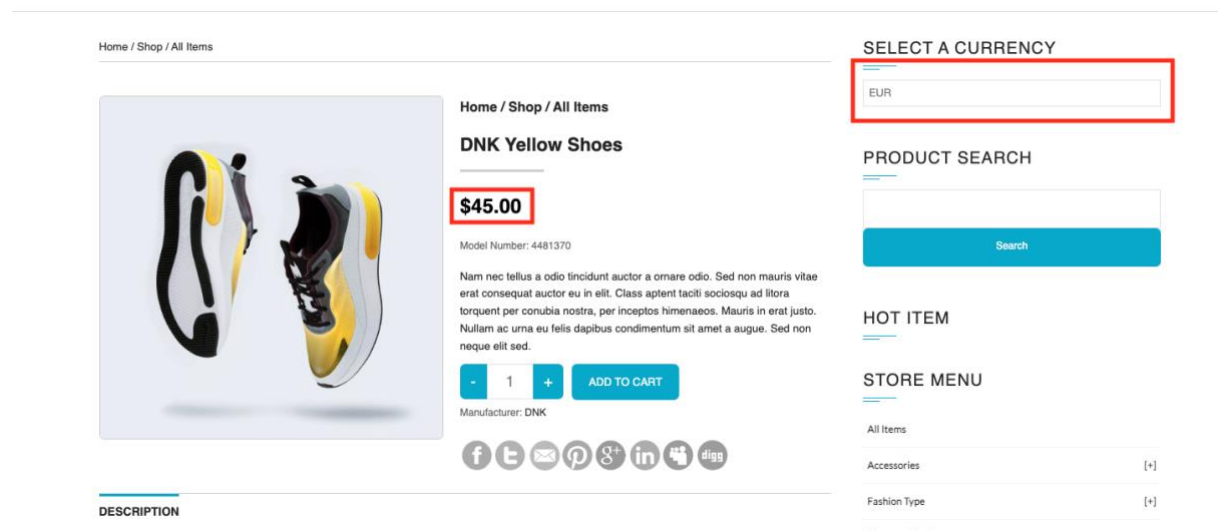 Home / Shop / All Items
Home / Shop / All Items
DNK Yellow Shoes
$45.00
Model Number: 4481370
Nam nec tellus a odio tincidunt auctor a ornare odio. Sed non mauris vitae
erat consequat auctor eu in elit. Class aptent taciti sociosqu ad litora
torquent per conubia nostra, per inceptos himenaeos. Mauris in erat justo.
Nullam ac urna eu felis dapibus condimentum sit amet a augue. Sed non
neque elit sed.
- 1 + ADD TO CART
Manufacturer: DNK
digg
DESCRIPTION
SELECT A CURRENCY
EUR
PRODUCT SEARCH
Search
HOT ITEM
STORE MENU
All Items
Accessories [+]
Fashion Type [+]